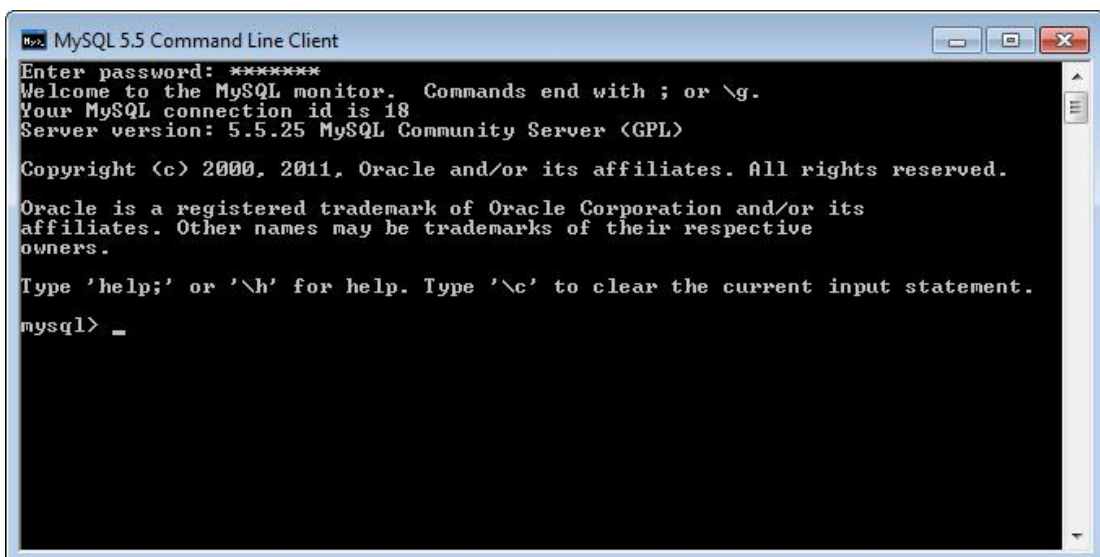 MySQL 5.5 Command Line Client
Enter password: *******
Welcome to the MySQL monitor.  Commands end with ; or \g.
Your MySQL connection id is 18
Server version: 5.5.25 MySQL Community Server (GPL)
Copyright (c) 2000, 2011, Oracle and/or its affiliates. All rights reserved.
Oracle is a registered trademark of Oracle Corporation and/or its
affiliates. Other names may be trademarks of their respective
owners.
Type 'help;' or '\h' for help. Type '\c' to clear the current input statement.
mysql> _